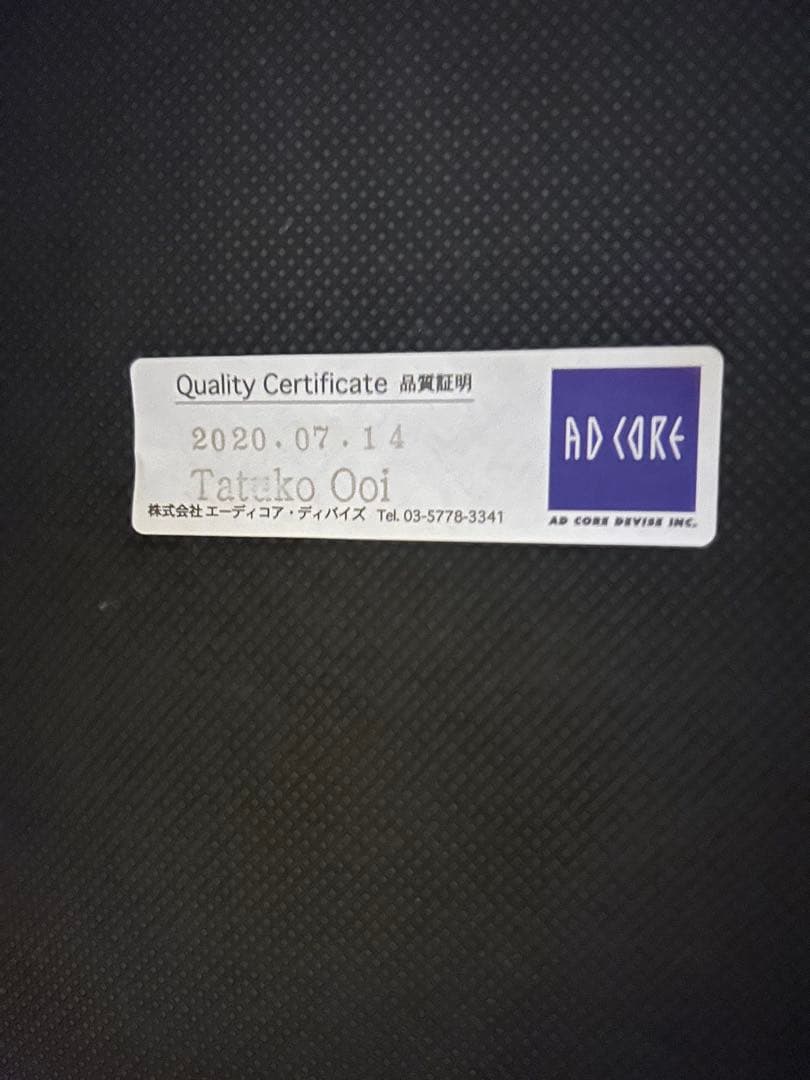 Quality Certificate 品質証明
2020.07.14
Tatuko Ooi
株式会社 エーディコア・ディバイズ Tel. 03-5778-3341
AD CORE
AD CORE DEVISE INC.